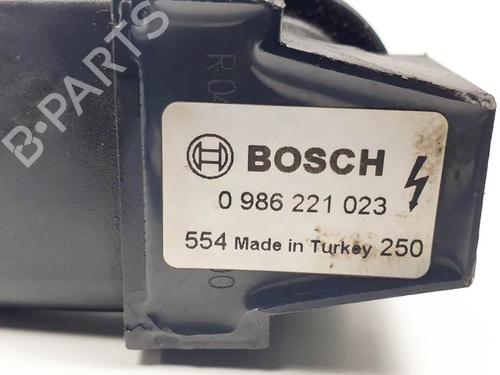 BOSCH
0 986 221 023
554 Made in Turkey 250
B-PARTS